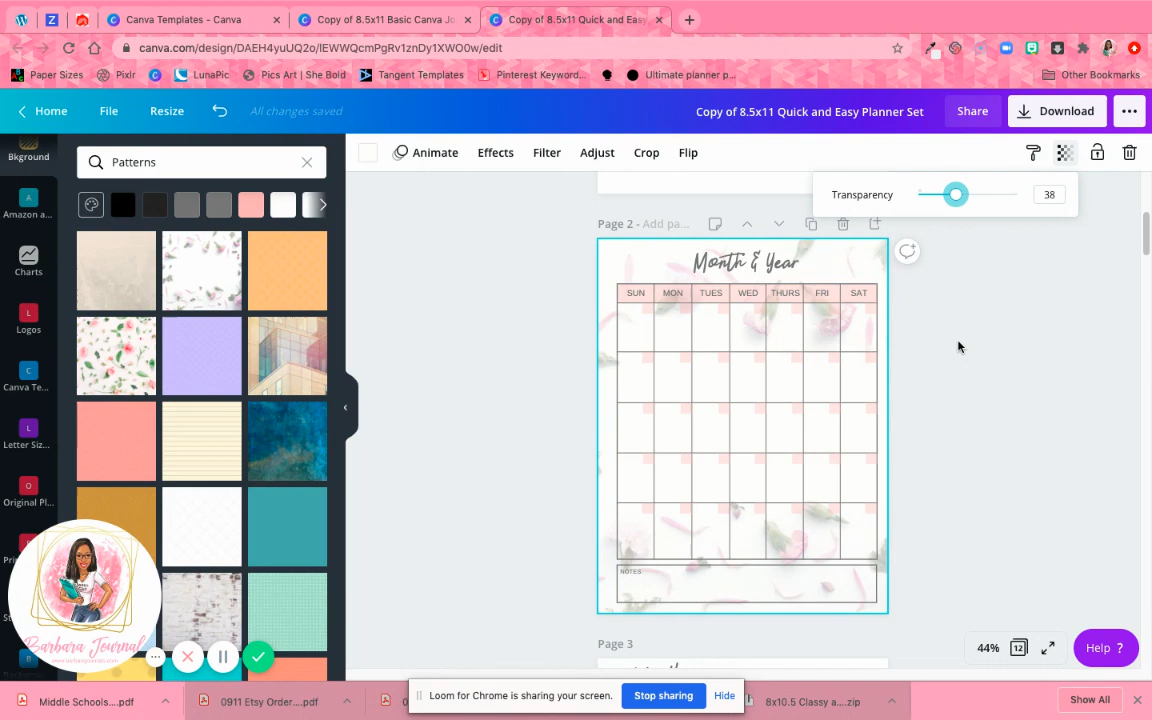 Canva Templates - Canva
Copy of 8.5x11 Basic Canva Jo
Copy of 8.5x11 Quick and Easy
canva.com/design/DAEH4yuUQ2o/lEWWQcmPgRv1znDy1XWO0w/edit
Paper Sizes
Pixlr
LunaPic
Pics Art | She Bold
Tangent Templates
Pinterest Keyword...
Ultimate planner p...
Other Bookmarks
Home
File
Resize
All changes saved
Copy of 8.5x11 Quick and Easy Planner Set
Share
Download
Bkground
Patterns
Animate
Effects
Filter
Adjust
Crop
Flip
Transparency
38
Amazon a...
Charts
Logos
Canva Te...
Letter Siz...
Original Pl...
Page 2 - Add pa...
Month & Year
SUN MON TUES WED THURS FRI SAT
NOTES
Page 3
Barbara Journal
44%
12
Help ?
Middle Schools....pdf
0911 Etsy Order....pdf
Loom for Chrome is sharing your screen.
Stop sharing
Hide
8x10.5 Classy a....zip
Show All